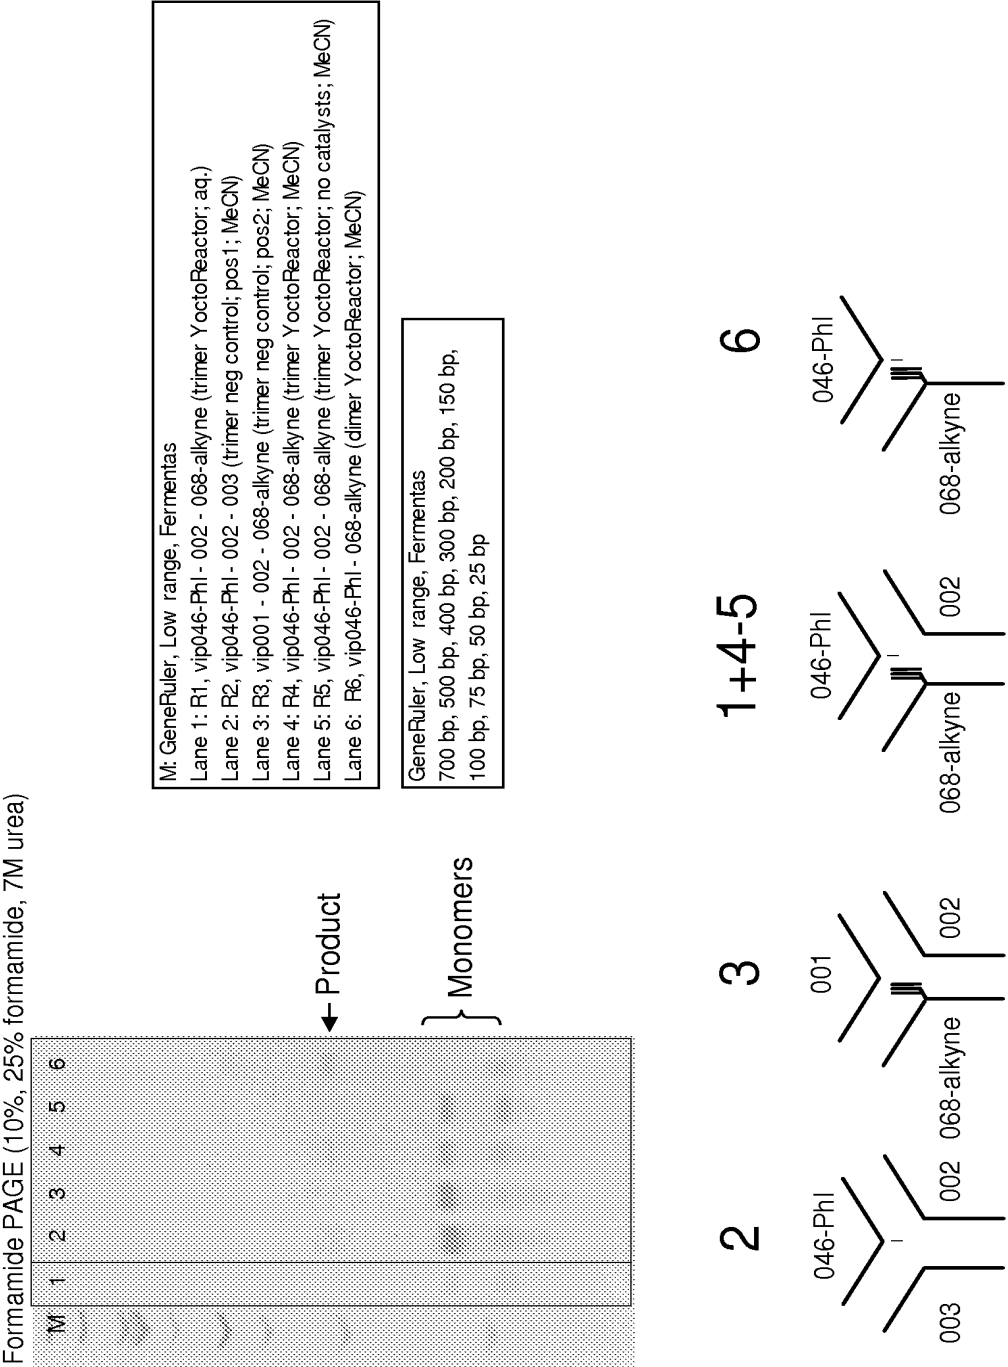 Formamide PAGE (10%, 25% formamide, 7M urea)
M 1 2 3 4 5 6
Product
Monomers
M: GeneRuler, Low range, Fermentas
Lane 1: R1, vip046-PhI - 002 - 068-alkyne (trimer YoctoReactor; aq.)
Lane 2: R2, vip046-PhI - 002 - 003 (trimer neg control; pos1; MeCN)
Lane 3: R3, vip001 - 002 - 068-alkyne (trimer neg control; pos2; MeCN)
Lane 4: R4, vip046-PhI - 002 - 068-alkyne (trimer YoctoReactor; MeCN)
Lane 5: R5, vip046-PhI - 002 - 068-alkyne (trimer YoctoReactor; no catalysts; MeCN)
Lane 6: R6, vip046-PhI - 068-alkyne (dimer YoctoReactor; MeCN)
GeneRuler, Low range, Fermentas
700 bp, 500 bp, 400 bp, 300 bp, 200 bp, 150 bp,
100 bp, 75 bp, 50 bp, 25 bp
2 3 1+4-5 6
046-PhI 001 046-PhI 046-PhI
I I I
003 002 068-alkyne 002 068-alkyne 002 068-alkyne